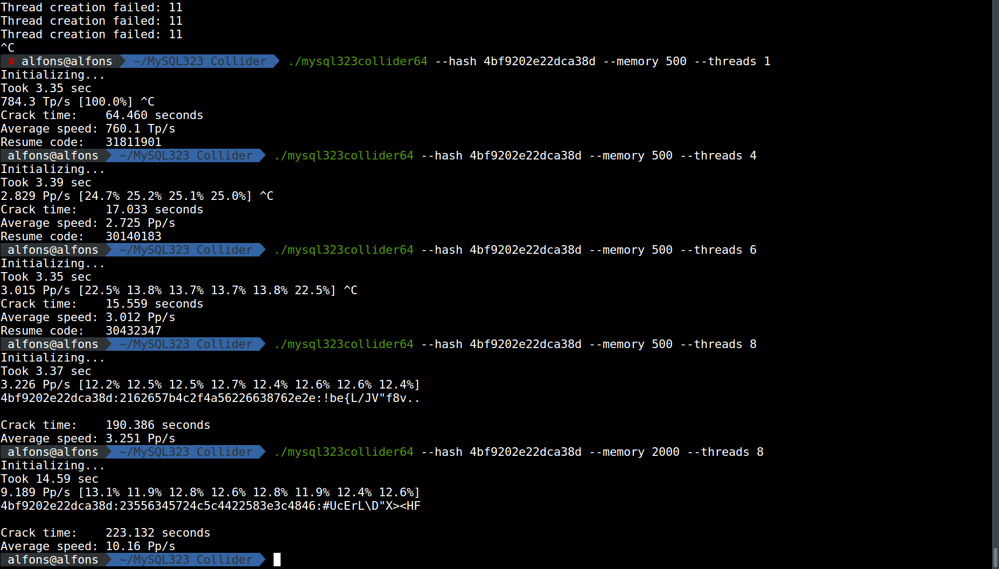 Thread creation failed: 11
Thread creation failed: 11
Thread creation failed: 11
^C
✘ alfons@alfons ~/MySQL323 Collider ./mysql323collider64 --hash 4bf9202e22dca38d --memory 500 --threads 1
Initializing...
Took 3.35 sec
784.3 Tp/s [100.0%] ^C
Crack time:    64.460 seconds
Average speed: 760.1 Tp/s
Resume code:   31811901
alfons@alfons ~/MySQL323 Collider ./mysql323collider64 --hash 4bf9202e22dca38d --memory 500 --threads 4
Initializing...
Took 3.39 sec
2.829 Pp/s [24.7% 25.2% 25.1% 25.0%] ^C
Crack time:    17.033 seconds
Average speed: 2.725 Pp/s
Resume code:   30140183
alfons@alfons ~/MySQL323 Collider ./mysql323collider64 --hash 4bf9202e22dca38d --memory 500 --threads 6
Initializing...
Took 3.35 sec
3.015 Pp/s [22.5% 13.8% 13.7% 13.7% 13.8% 22.5%] ^C
Crack time:    15.559 seconds
Average speed: 3.012 Pp/s
Resume code:   30432347
alfons@alfons ~/MySQL323 Collider ./mysql323collider64 --hash 4bf9202e22dca38d --memory 500 --threads 8
Initializing...
Took 3.37 sec
3.226 Pp/s [12.2% 12.5% 12.5% 12.7% 12.4% 12.6% 12.6% 12.4%]
4bf9202e22dca38d:2162657b4c2f4a56226638762e2e:!be{L/JV"f8v..
Crack time:    190.386 seconds
Average speed: 3.251 Pp/s
alfons@alfons ~/MySQL323 Collider ./mysql323collider64 --hash 4bf9202e22dca38d --memory 2000 --threads 8
Initializing...
Took 14.59 sec
9.189 Pp/s [13.1% 11.9% 12.8% 12.6% 12.8% 11.9% 12.4% 12.6%]
4bf9202e22dca38d:23556345724c5c4422583e3c4846:#UcErL\D"X><HF
Crack time:    223.132 seconds
Average speed: 10.16 Pp/s
alfons@alfons ~/MySQL323 Collider